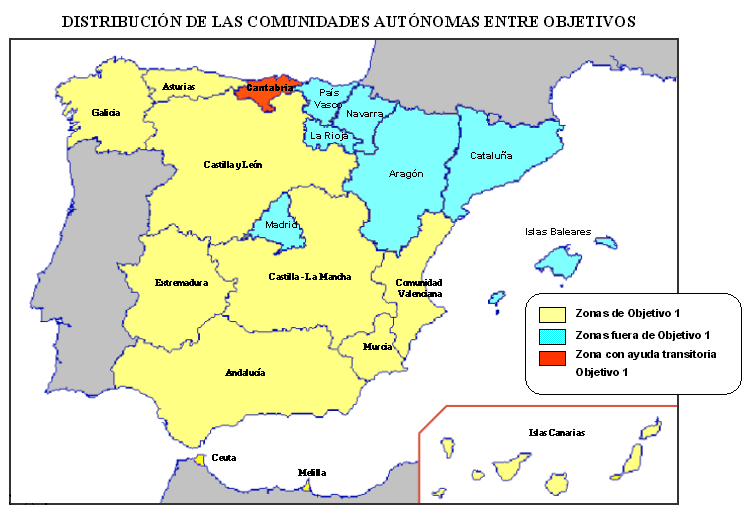 DISTRIBUCIÓN DE LAS COMUNIDADES AUTÓNOMAS ENTRE OBJETIVOS
Galicia
Asturias
Cantabria
País
Vasco
Navarra
La Rioja
Castilla y León
Aragón
Cataluña
Madrid
Islas Baleares
Estremadura
Castilla - La Mancha
Comunidad
Valenciana
Murcia
Andalucía
Zonas de Objetivo 1
Zonas fuera de Objetivo 1
Zona con ayuda transitoria
Objetivo 1
Islas Canarias
Ceuta
Melilla